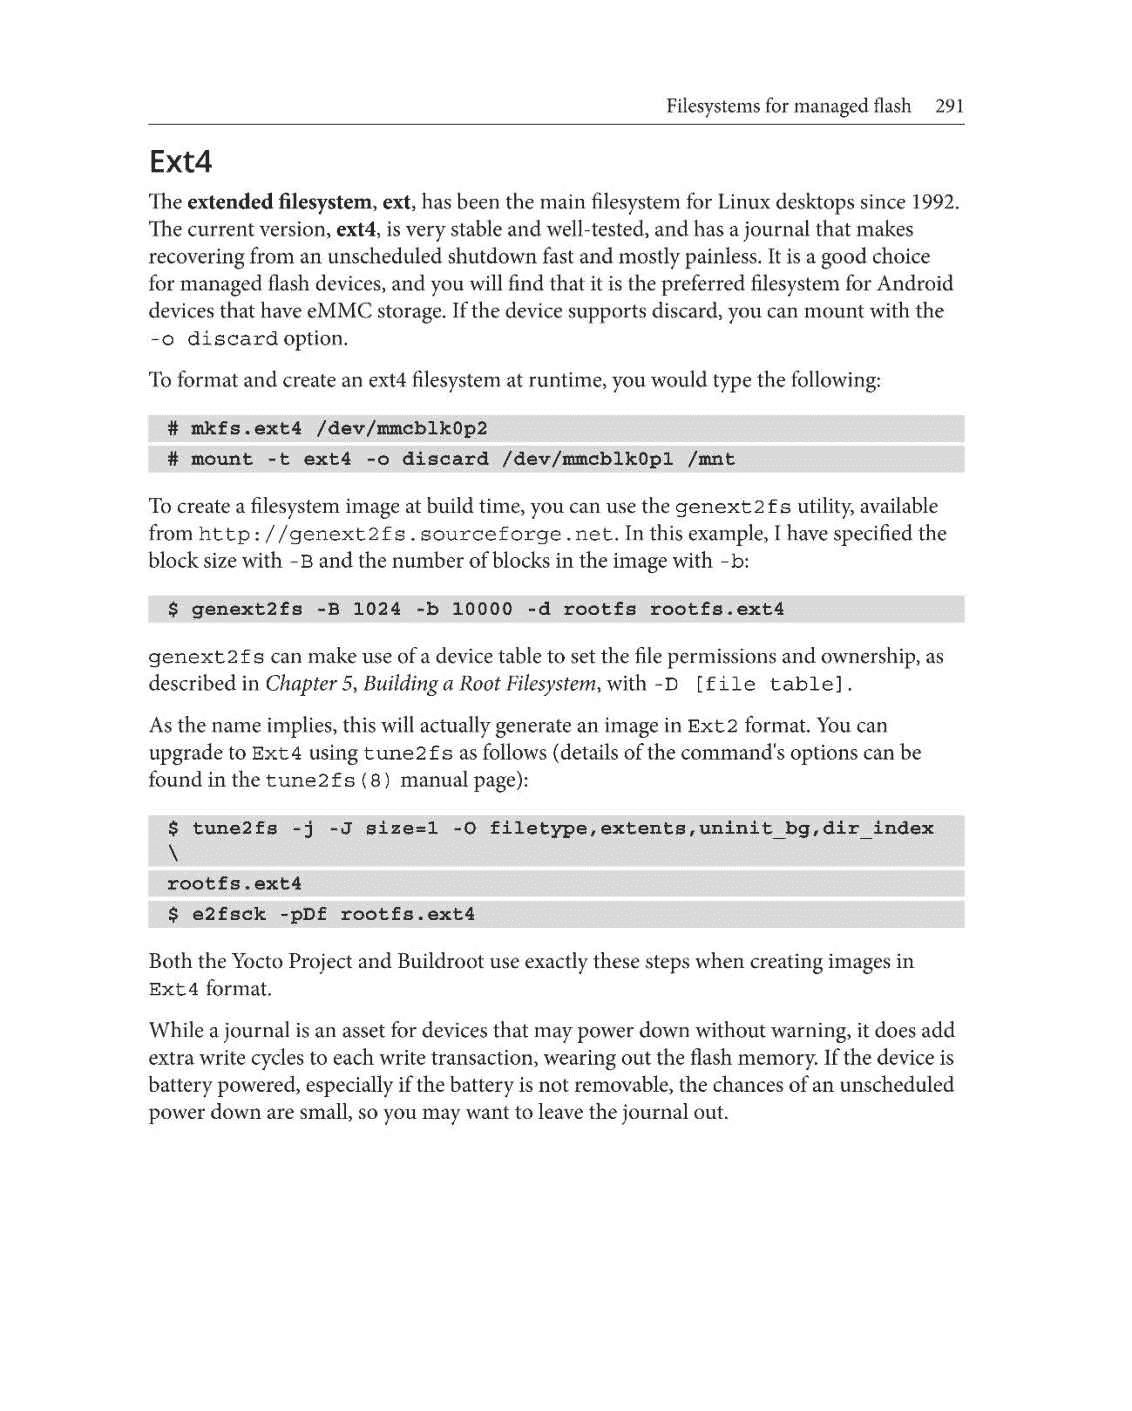 Filesystems for managed flash 291
Ext4
The extended filesystem, ext, has been the main filesystem for Linux desktops since 1992.
The current version, ext4, is very stable and well-tested, and has a journal that makes
recovering from an unscheduled shutdown fast and mostly painless. It is a good choice
for managed flash devices, and you will find that it is the preferred filesystem for Android
devices that have eMMC storage. If the device supports discard, you can mount with the
-o discard option.
To format and create an ext4 filesystem at runtime, you would type the following:
# mkfs.ext4 /dev/mmcblk0p2
# mount -t ext4 -o discard /dev/mmcblk0p1 /mnt
To create a filesystem image at build time, you can use the genext2fs utility, available
from http://genext2fs.sourceforge.net. In this example, I have specified the
block size with -B and the number of blocks in the image with -b:
$ genext2fs -B 1024 -b 10000 -d rootfs rootfs.ext4
genext2fs can make use of a device table to set the file permissions and ownership, as
described in Chapter 5, Building a Root Filesystem, with -D [file table].
As the name implies, this will actually generate an image in Ext2 format. You can
upgrade to Ext4 using tune2fs as follows (details of the command's options can be
found in the tune2fs(8) manual page):
$ tune2fs -j -J size=1 -O filetype,extents,uninit_bg,dir_index
\
rootfs.ext4
$ e2fsck -pDf rootfs.ext4
Both the Yocto Project and Buildroot use exactly these steps when creating images in
Ext4 format.
While a journal is an asset for devices that may power down without warning, it does add
extra write cycles to each write transaction, wearing out the flash memory. If the device is
battery powered, especially if the battery is not removable, the chances of an unscheduled
power down are small, so you may want to leave the journal out.